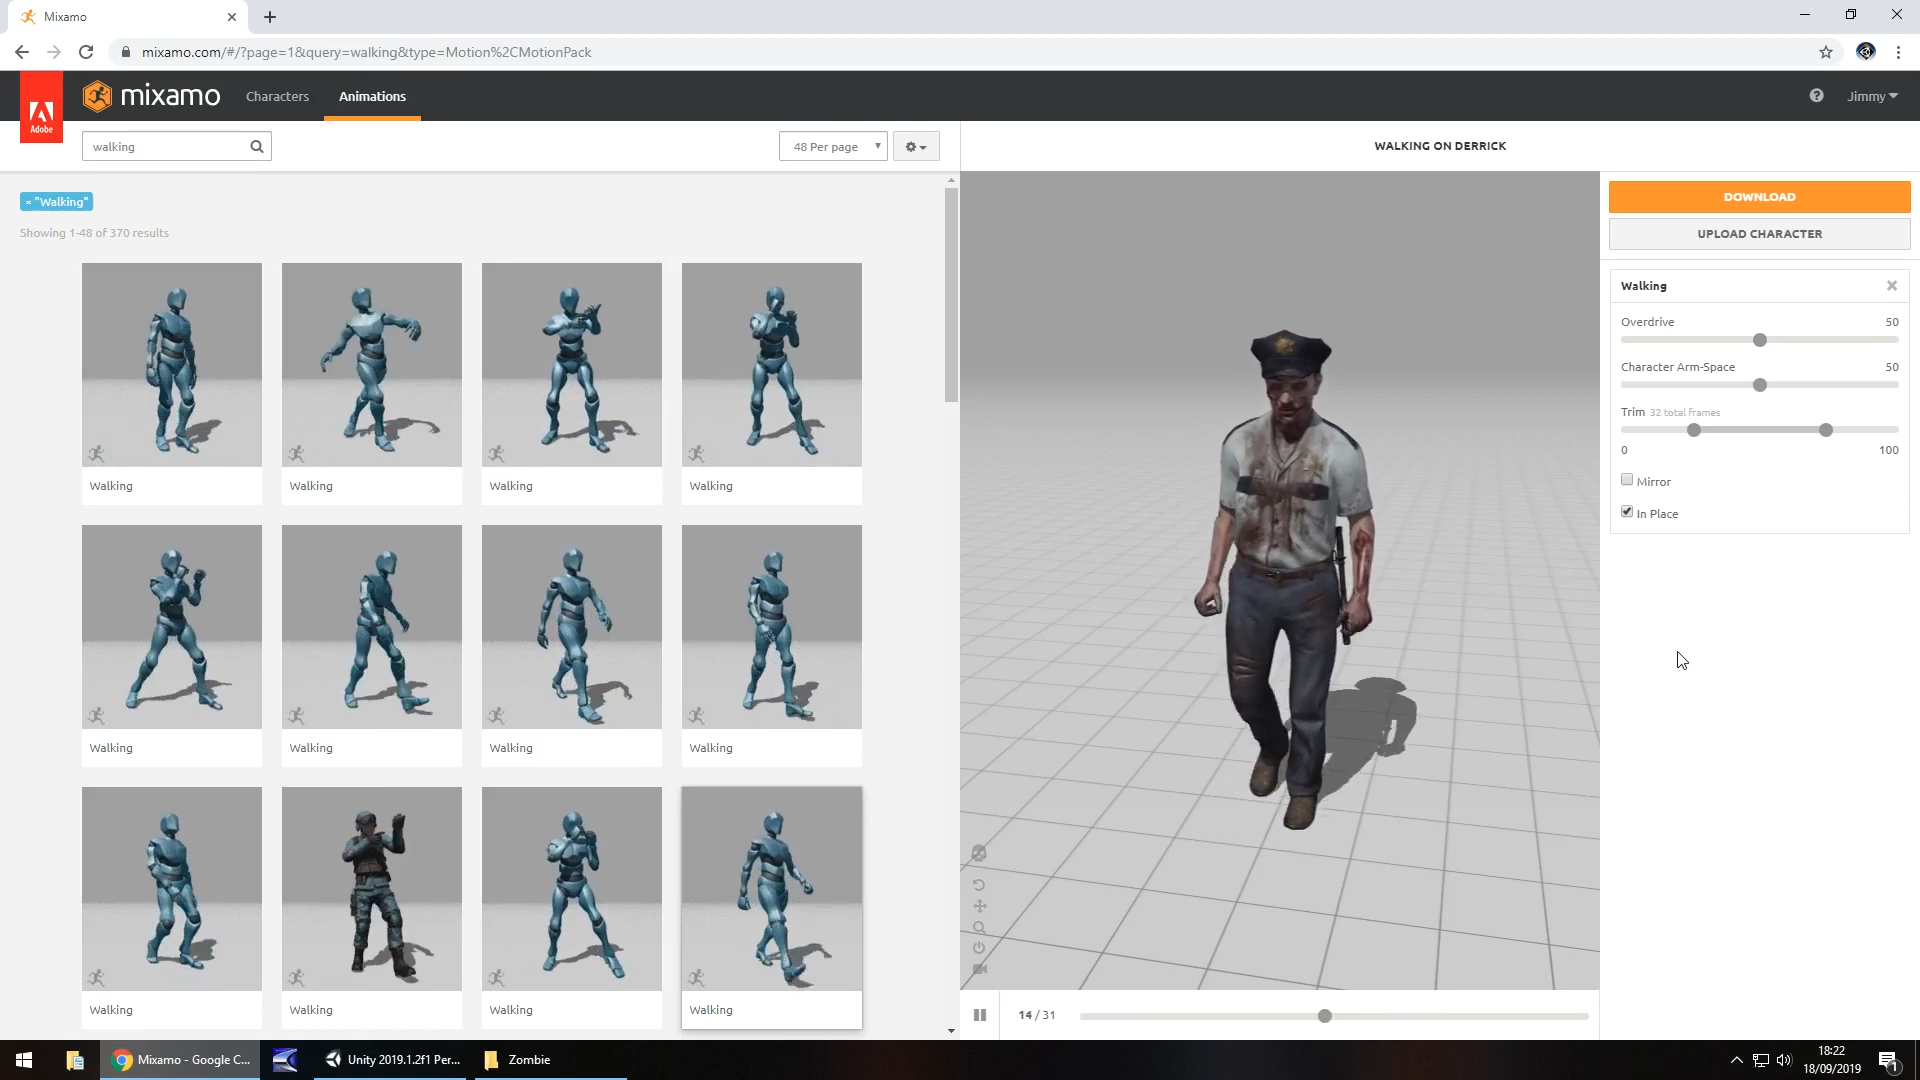 Mixamo
mixamo.com/#/?page=1&query=walking&type=Motion%2CMotionPack
Adobe
mixamo
Characters
Animations
Jimmy
walking
48 Per page
WALKING ON DERRICK
× "Walking"
Showing 1-48 of 370 results
DOWNLOAD
UPLOAD CHARACTER
Walking
Overdrive 50
Character Arm-Space 50
Trim 32 total frames
0 100
Mirror
In Place
Walking
Walking
Walking
Walking
Walking
Walking
Walking
Walking
Walking
Walking
Walking
Walking
14 / 31
Mixamo - Google C...
Unity 2019.1.2f1 Per...
Zombie
18:22
18/09/2019
1